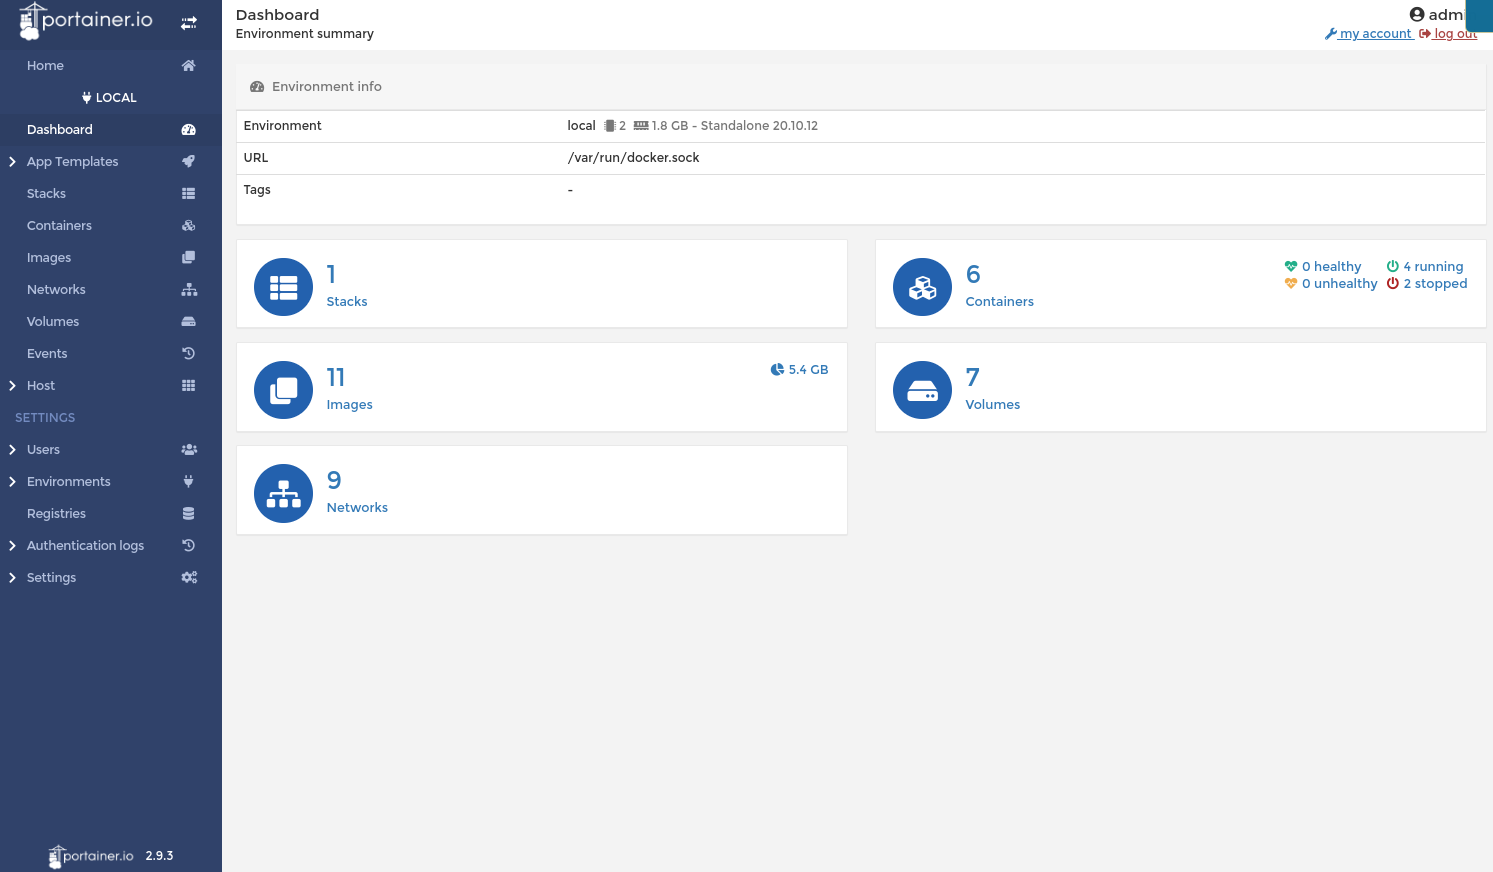 portainer.io
Home
LOCAL
Dashboard
App Templates
Stacks
Containers
Images
Networks
Volumes
Events
Host
SETTINGS
Users
Environments
Registries
Authentication logs
Settings
portainer.io 2.9.3
Dashboard
Environment summary
my account log out
Environment info
Environment local 2 1.8 GB - Standalone 20.10.12
URL /var/run/docker.sock
Tags -
1
Stacks
6
Containers
0 healthy 4 running
0 unhealthy 2 stopped
11
Images
5.4 GB
7
Volumes
9
Networks